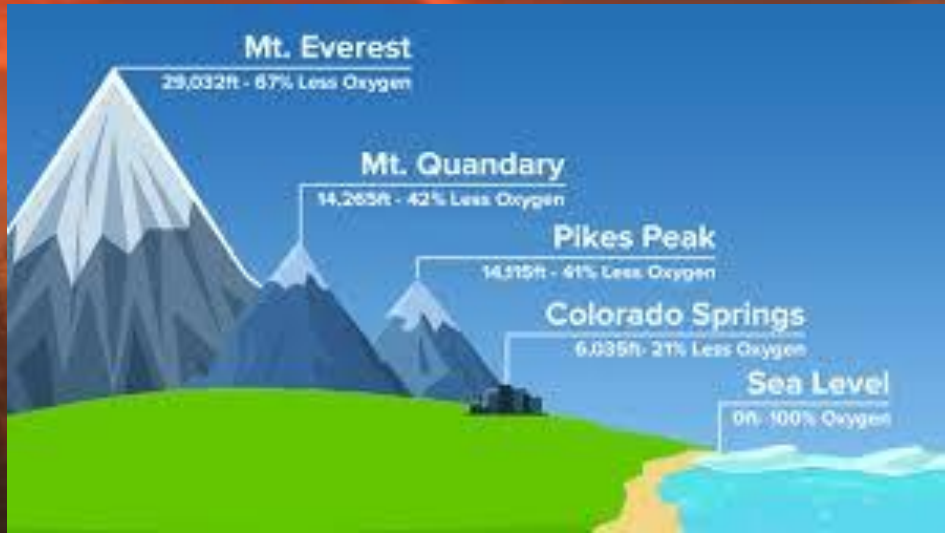 Mt. Everest
29,032ft - 67% Less Oxygen
Mt. Quandary
14,265ft - 42% Less Oxygen
Pikes Peak
14,115ft - 41% Less Oxygen
Colorado Springs
6,035ft- 21% Less Oxygen
Sea Level
0ft- 100% Oxygen